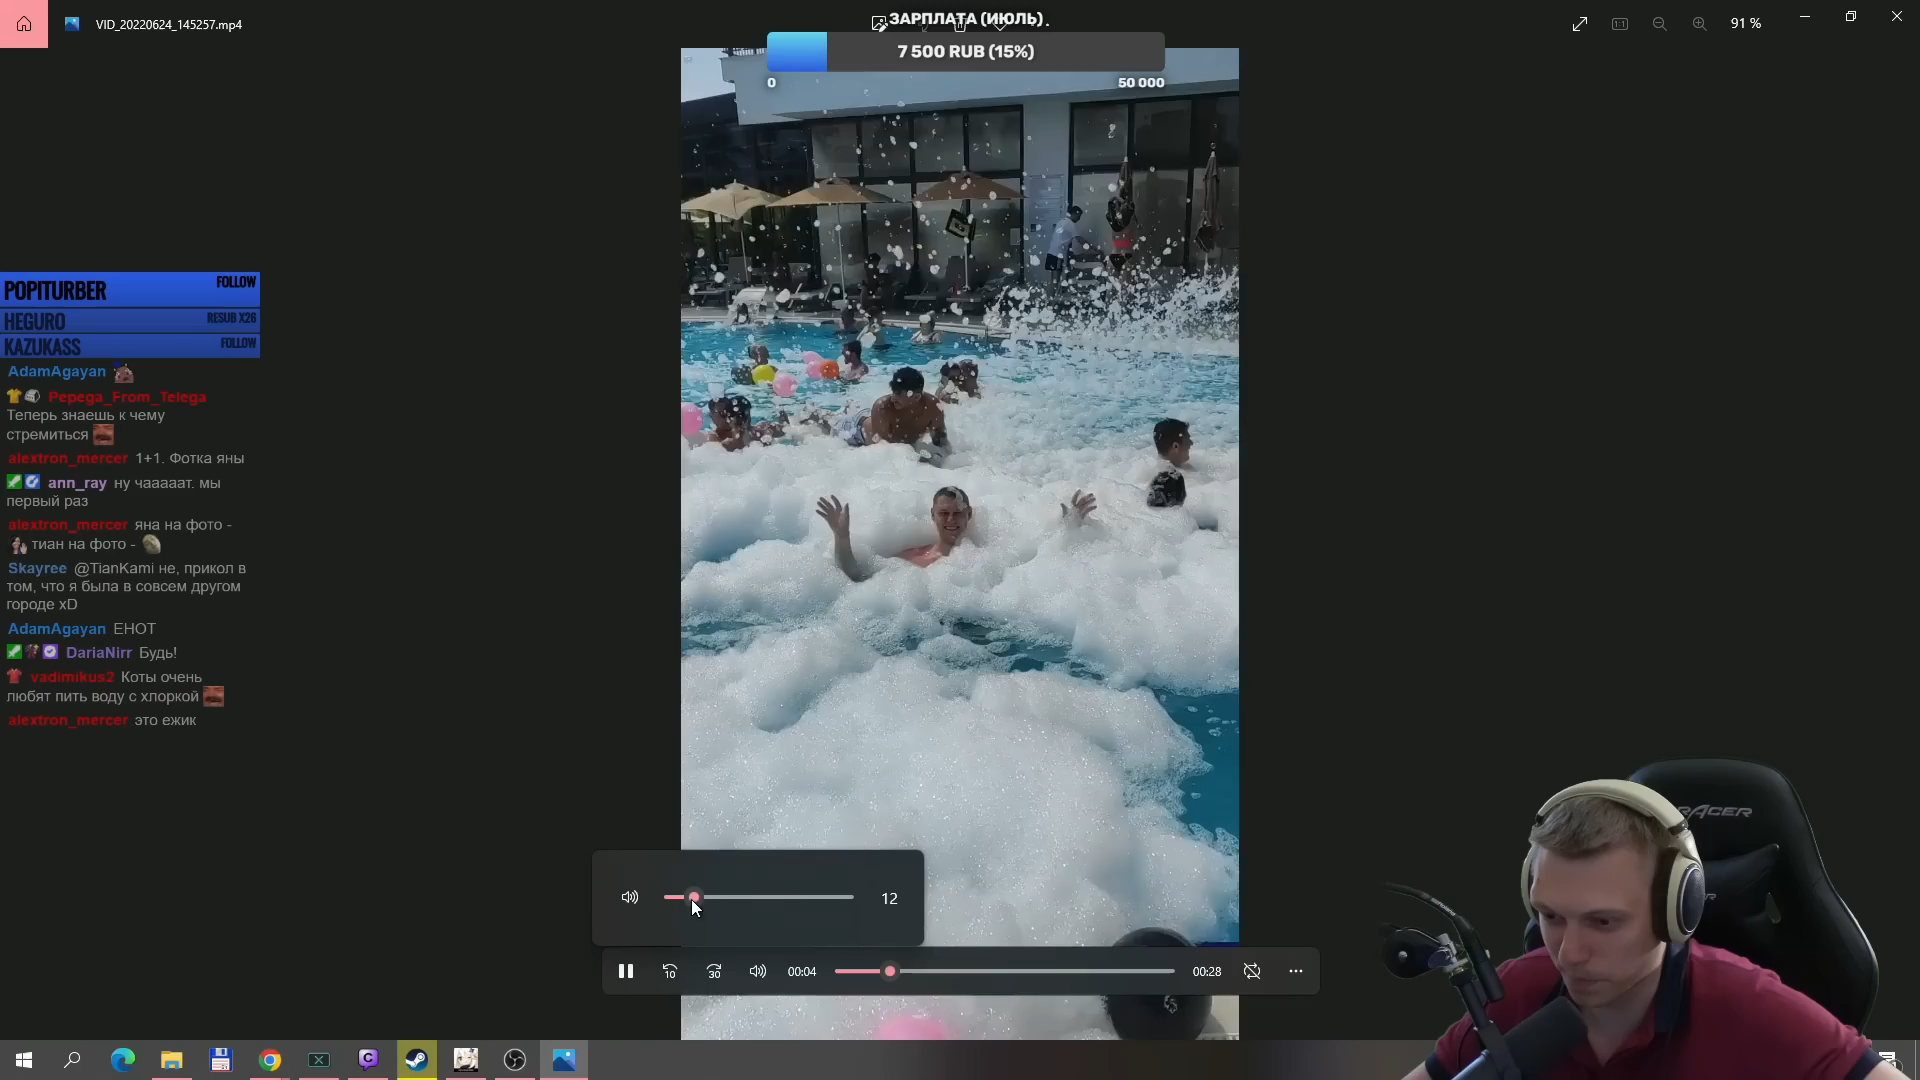 VID_20220624_145257.mp4
91 %
ЗАРПЛАТА (ИЮЛЬ) .
7 500 RUB (15%)
0
50 000
POPITURBER FOLLOW
HEGURO RESUB X26
KAZUKASS FOLLOW
AdamAgayan
Pepega_From_Telega
Теперь знаешь к чему
стремиться
alextron_mercer 1+1. Фотка яны
ann_ray ну чааааат. мы
первый раз
alextron_mercer яна на фото -
тиан на фото -
Skayree @TianKami не, прикол в
том, что я была в совсем другом
городе xD
AdamAgayan ЕНОТ
DariaNirr Будь!
vadimikus2 Коты очень
любят пить воду с хлоркой
alextron_mercer это ежик
12
10
30
00:04
00:28